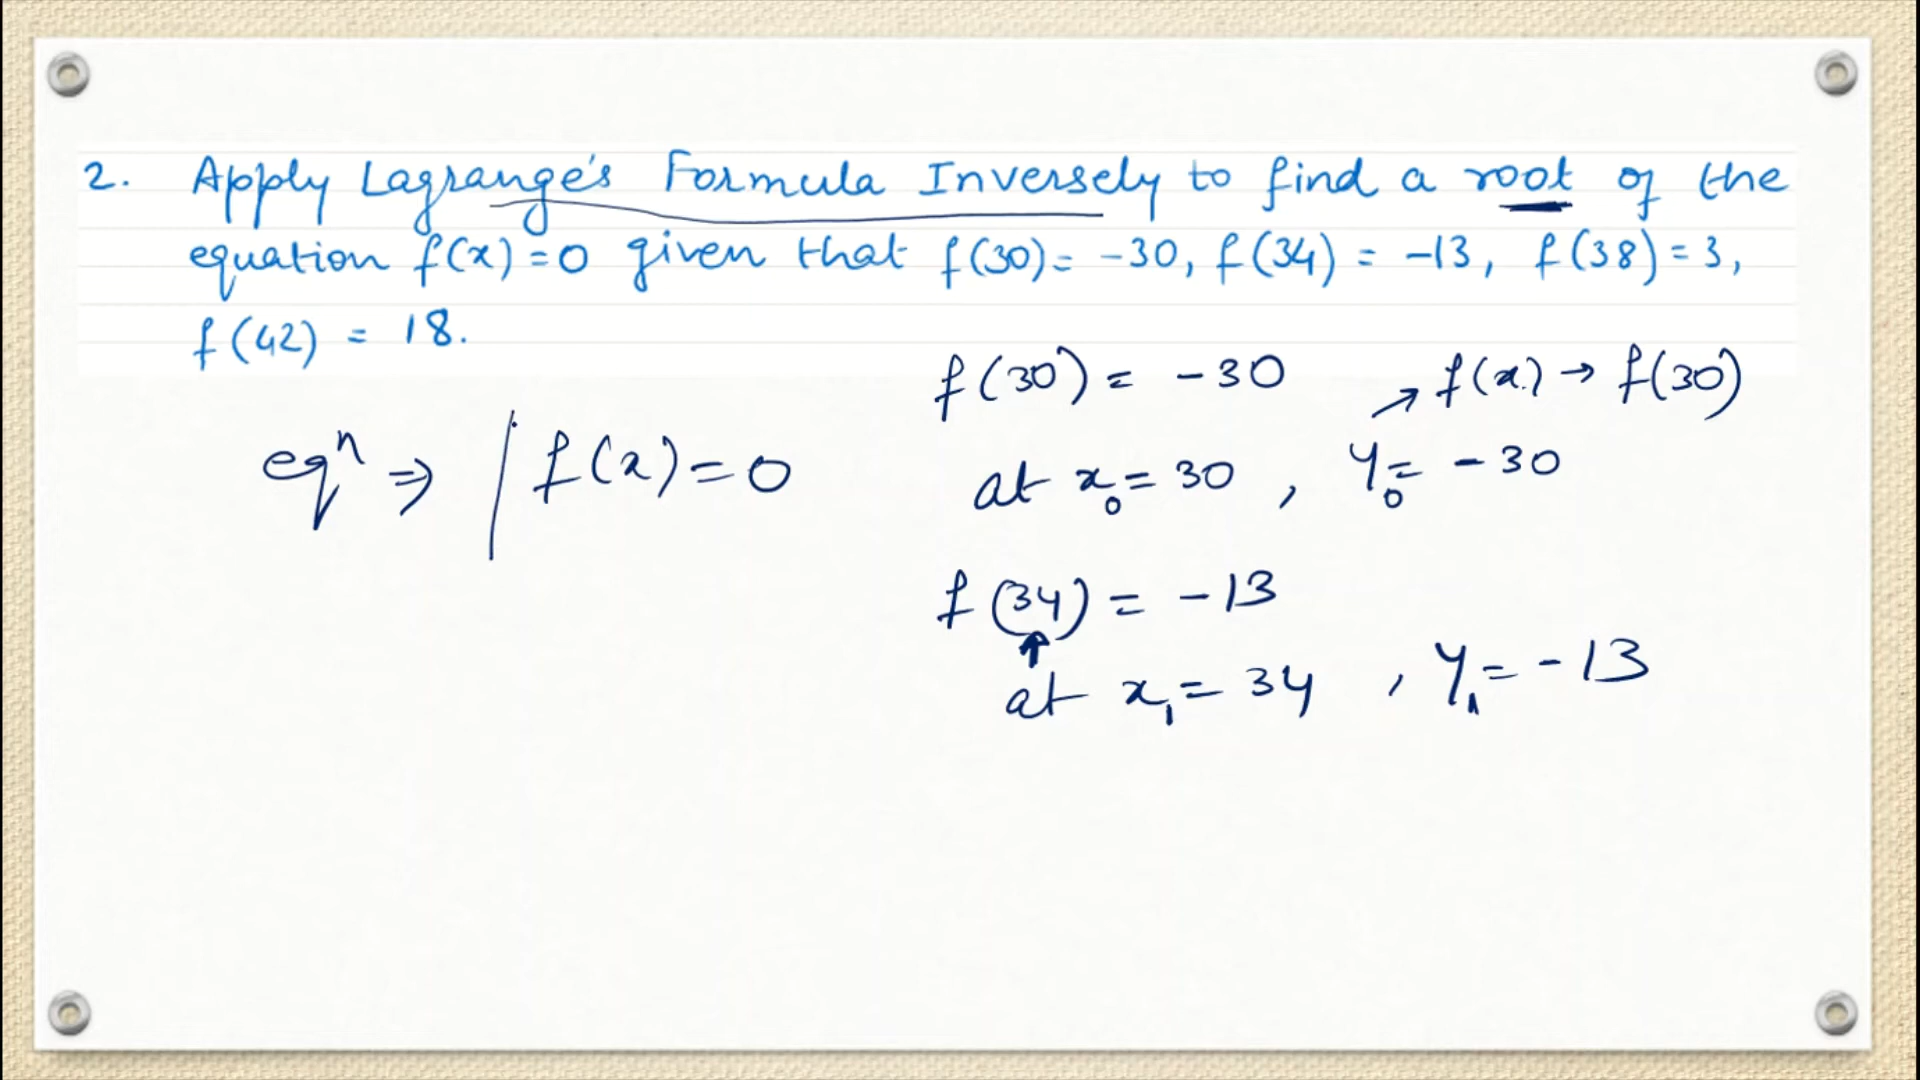 2. Apply Lagrange's Formula Inversely to find a root of the
equation f(x)=0 given that f(30)= -30, f(34) = -13, f(38)=3,
f(42) = 18.
f(30) = -30 ↗ f(x) → f(30)
eqⁿ ⇒ | f(x)=0
at x₀= 30 , Y₀= -30
f(34) = -13
at x₁= 34 , Y₁= -13